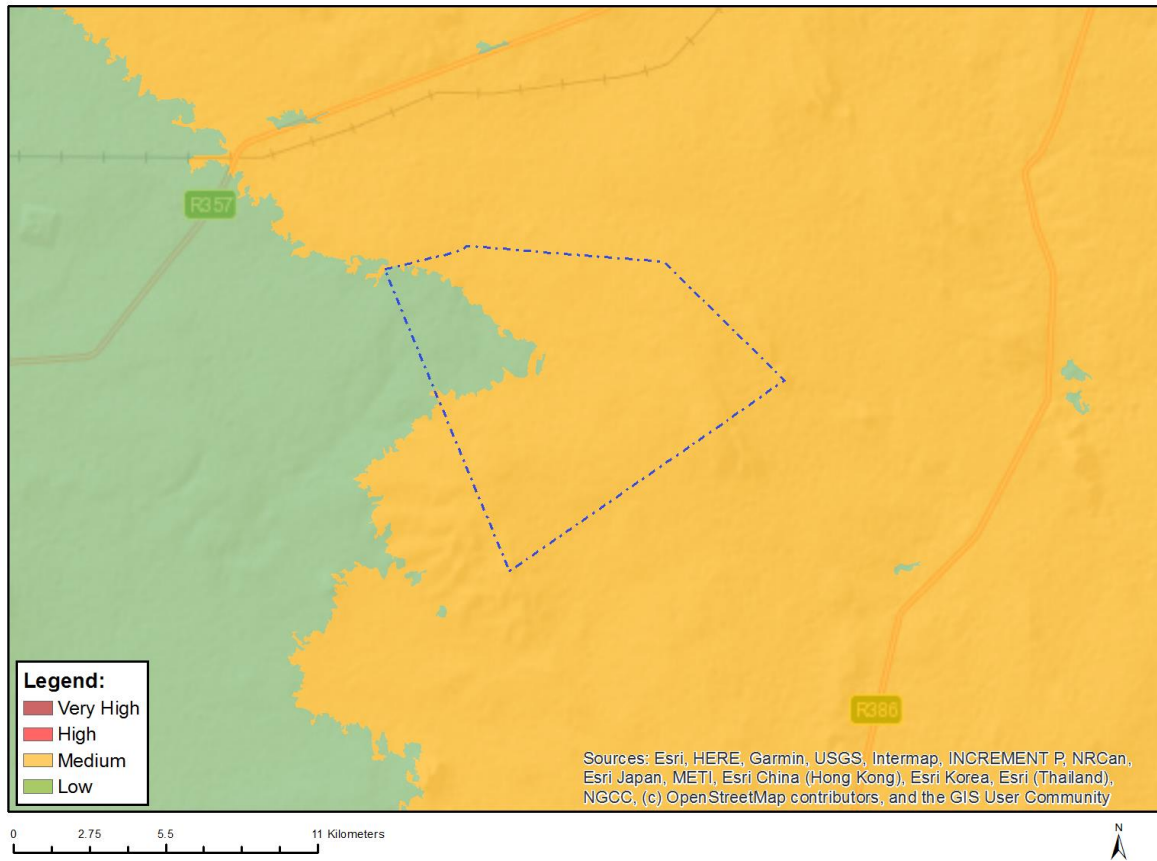 R357
R386
Legend:
Very High
High
Medium
Low
Sources: Esri, HERE, Garmin, USGS, Intermap, INCREMENT P, NRCan,
Esri Japan, METI, Esri China (Hong Kong), Esri Korea, Esri (Thailand),
NGCC, (c) OpenStreetMap contributors, and the GIS User Community
0 2.75 5.5 11 Kilometers
N